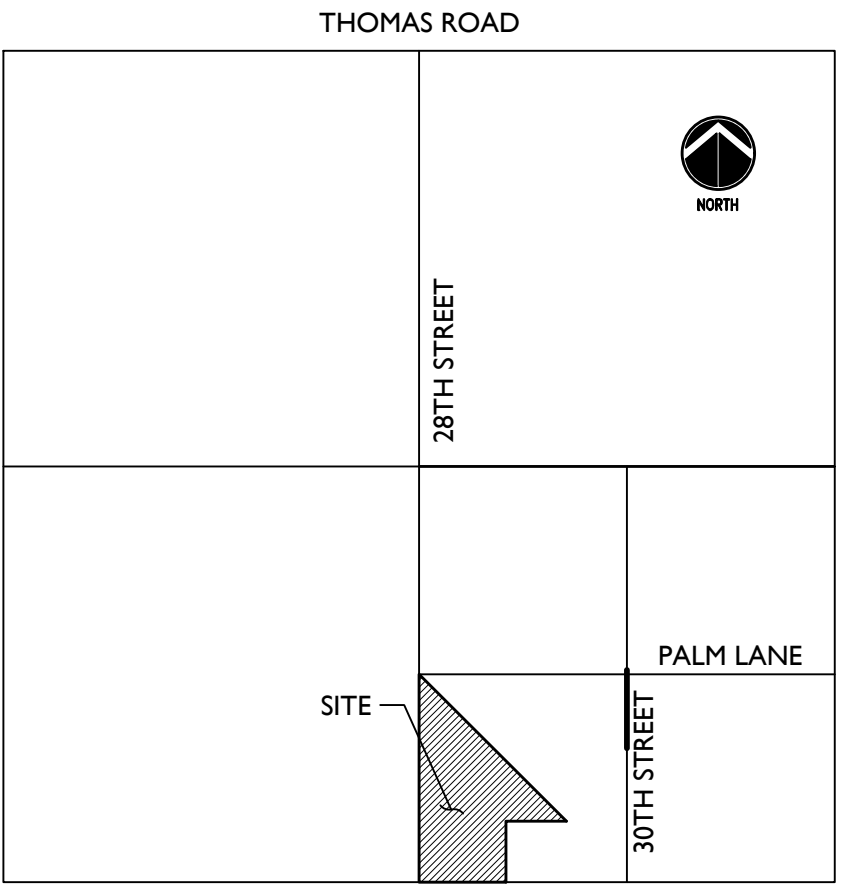 THOMAS ROAD
NORTH
28TH STREET
PALM LANE
SITE
30TH STREET